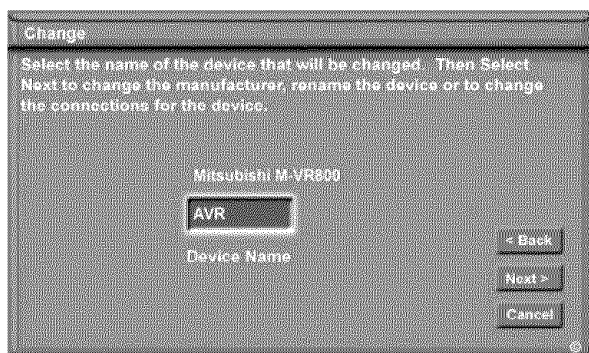 Change
Select the name of the device that will be changed. Then Select
Next to change the manufacturer, rename the device or to change
the connections for the device.
Mitsubishi M-VR800
AVR
Device Name
< Back
Next >
Cancel